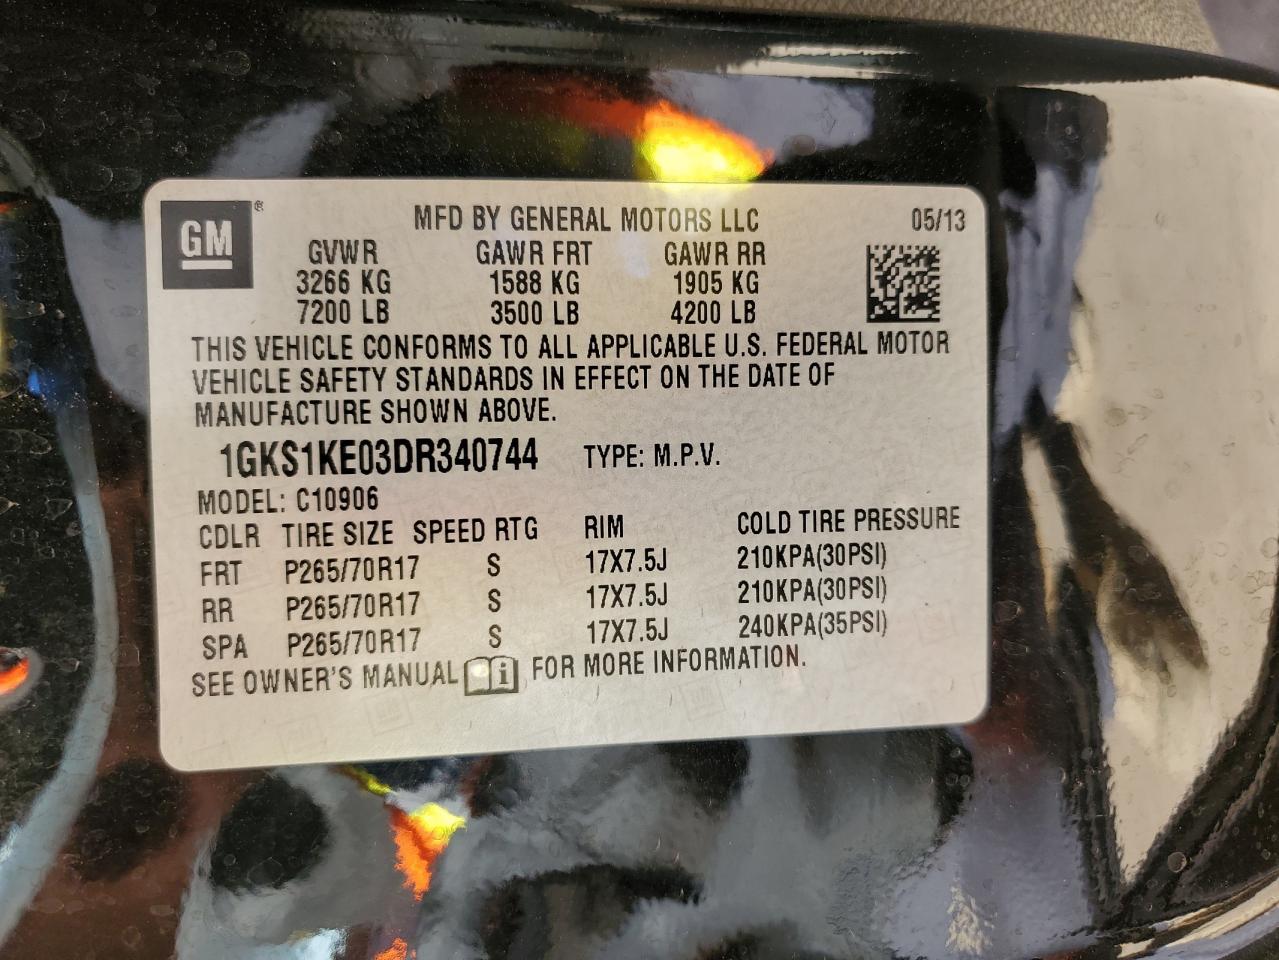 GM ® MFD BY GENERAL MOTORS LLC 05/13
GVWR GAWR FRT GAWR RR
3266 KG 1588 KG 1905 KG
7200 LB 3500 LB 4200 LB
THIS VEHICLE CONFORMS TO ALL APPLICABLE U.S. FEDERAL MOTOR
VEHICLE SAFETY STANDARDS IN EFFECT ON THE DATE OF
MANUFACTURE SHOWN ABOVE.
1GKS1KE03DR340744 TYPE: M.P.V.
MODEL: C10906
CDLR TIRE SIZE SPEED RTG RIM COLD TIRE PRESSURE
FRT P265/70R17 S 17X7.5J 210KPA(30PSI)
RR P265/70R17 S 17X7.5J 210KPA(30PSI)
SPA P265/70R17 S 17X7.5J 240KPA(35PSI)
SEE OWNER'S MANUAL i FOR MORE INFORMATION.